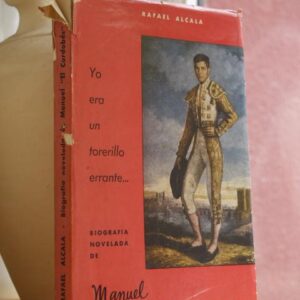 RAFAEL ALCALA
Yo
era
un
torerillo
errante...
BIOGRAFIA
NOVELADA
DE
Manuel
RAFAEL ALCALA - Biografía novelada de Manuel "El Cordobés"